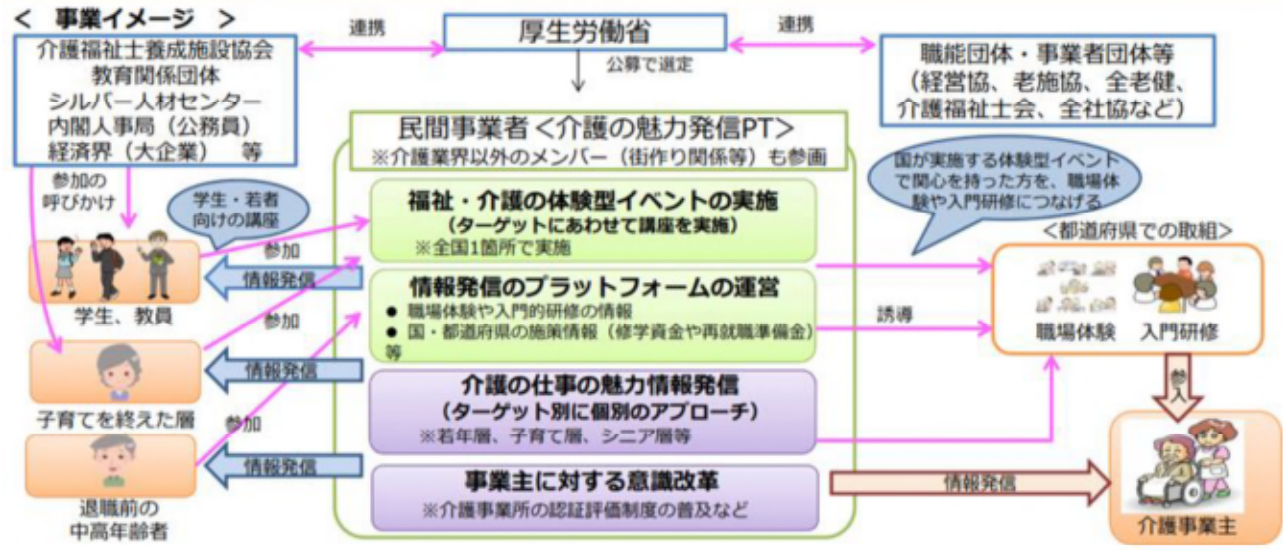 ＜ 事業イメージ ＞
介護福祉士養成施設協会
教育関係団体
シルバー人材センター
内閣人事局（公務員）
経済界（大企業） 等
連携
厚生労働省
連携
公募で選定
職能団体・事業者団体等
（経営協、老施協、全老健、
介護福祉士会、全社協など）
民間事業者＜介護の魅力発信PT＞
※介護業界以外のメンバー（街作り関係等）も参画
国が実施する体験型イベント
で関心を持った方を、職場体
験や入門研修につなげる
参加の
呼びかけ
学生・若者
向けの講座
福祉・介護の体験型イベントの実施
（ターゲットにあわせて講座を実施）
※全国1箇所で実施
参加
情報発信
学生、教員
情報発信のプラットフォームの運営
● 職場体験や入門的研修の情報
● 国・都道府県の施策情報（修学資金や再就職準備金）
等
参加
情報発信
子育てを終えた層
介護の仕事の魅力情報発信
（ターゲット別に個別のアプローチ）
※若年層、子育て層、シニア層等
参加
情報発信
退職前の
中高年齢者
事業主に対する意識改革
※介護事業所の認証評価制度の普及など
＜都道府県での取組＞
誘導
職場体験 入門研修
参入
情報発信
介護事業主